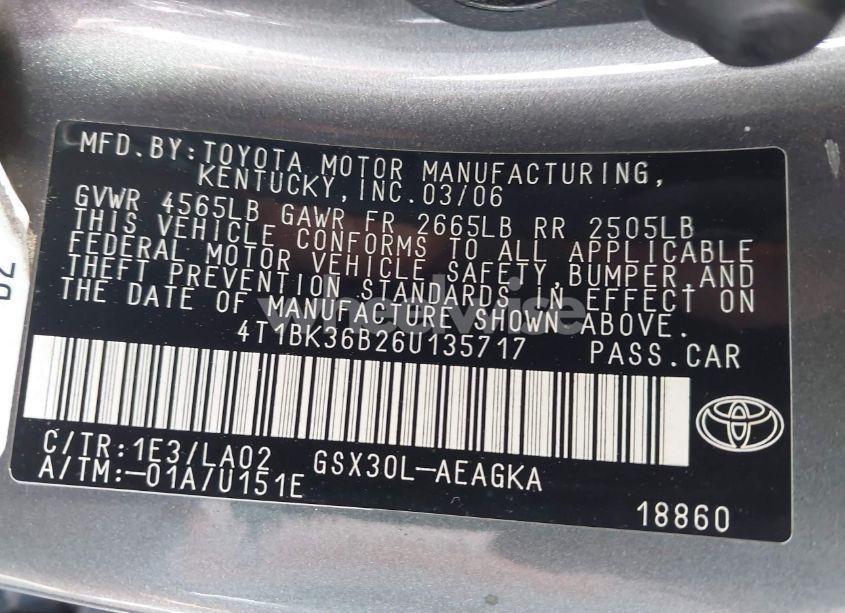 MFD.BY:TOYOTA MOTOR MANUFACTURING,
KENTUCKY,INC.03/06
GVWR 4565LB GAWR FR 2665LB RR 2505LB
THIS VEHICLE CONFORMS TO ALL APPLICABLE
FEDERAL MOTOR VEHICLE SAFETY,BUMPER,AND
THEFT PREVENTION STANDARDS IN EFFECT ON
THE DATE OF MANUFACTURE SHOWN ABOVE.
wheelwise
4T1BK36B26U135717 PASS.CAR
C/TR:1E3/LA02 GSX30L-AEAGKA
A/TM:-01A/U151E
18860